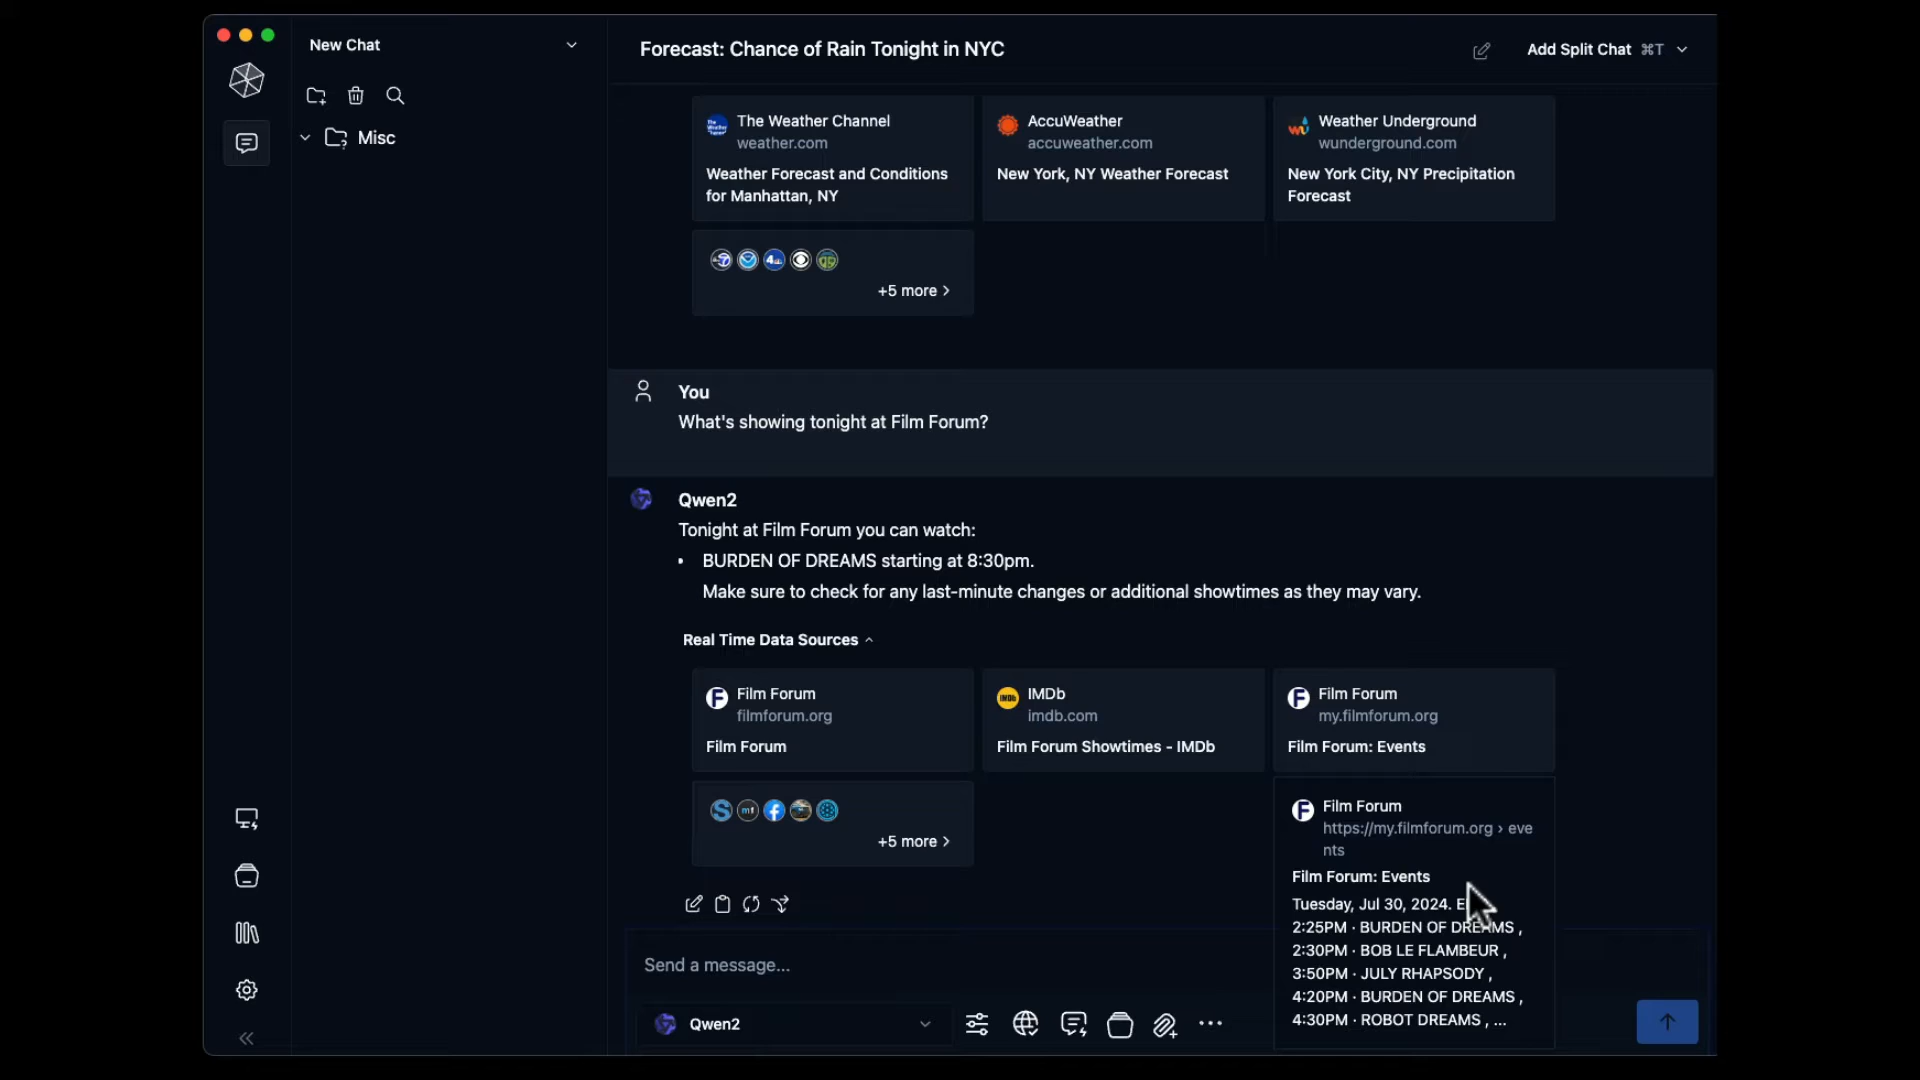 New Chat
Forecast: Chance of Rain Tonight in NYC
Add Split Chat ⌘T
Misc
The Weather Channel
weather.com
Weather Forecast and Conditions
for Manhattan, NY
AccuWeather
accuweather.com
New York, NY Weather Forecast
Weather Underground
wunderground.com
New York City, NY Precipitation
Forecast
+5 more >
You
What's showing tonight at Film Forum?
Qwen2
Tonight at Film Forum you can watch:
• BURDEN OF DREAMS starting at 8:30pm.
Make sure to check for any last-minute changes or additional showtimes as they may vary.
Real Time Data Sources
Film Forum
filmforum.org
Film Forum
IMDb
imdb.com
Film Forum Showtimes - IMDb
Film Forum
my.filmforum.org
Film Forum: Events
+5 more >
Film Forum
https://my.filmforum.org › eve
nts
Film Forum: Events
Tuesday, Jul 30, 2024.
2:25PM · BURDEN OF DREAMS ,
2:30PM · BOB LE FLAMBEUR ,
3:50PM · JULY RHAPSODY ,
4:20PM · BURDEN OF DREAMS ,
4:30PM · ROBOT DREAMS , ...
Send a message...
Qwen2